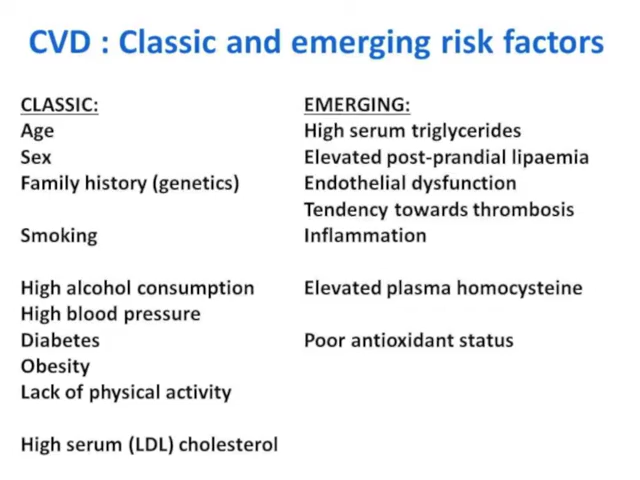 CVD : Classic and emerging risk factors
CLASSIC:
Age
Sex
Family history (genetics)
Smoking
High alcohol consumption
High blood pressure
Diabetes
Obesity
Lack of physical activity
High serum (LDL) cholesterol
EMERGING:
High serum triglycerides
Elevated post-prandial lipaemia
Endothelial dysfunction
Tendency towards thrombosis
Inflammation
Elevated plasma homocysteine
Poor antioxidant status